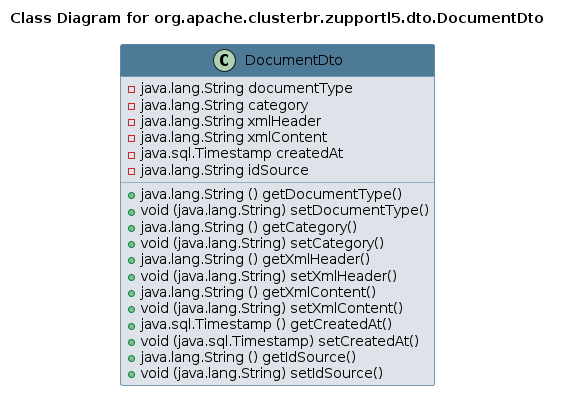 Class Diagram for org.apache.clusterbr.zupportl5.dto.DocumentDto
C DocumentDto
java.lang.String documentType
java.lang.String category
java.lang.String xmlHeader
java.lang.String xmlContent
java.sql.Timestamp createdAt
java.lang.String idSource
java.lang.String () getDocumentType()
void (java.lang.String) setDocumentType()
java.lang.String () getCategory()
void (java.lang.String) setCategory()
java.lang.String () getXmlHeader()
void (java.lang.String) setXmlHeader()
java.lang.String () getXmlContent()
void (java.lang.String) setXmlContent()
java.sql.Timestamp () getCreatedAt()
void (java.sql.Timestamp) setCreatedAt()
java.lang.String () getIdSource()
void (java.lang.String) setIdSource()